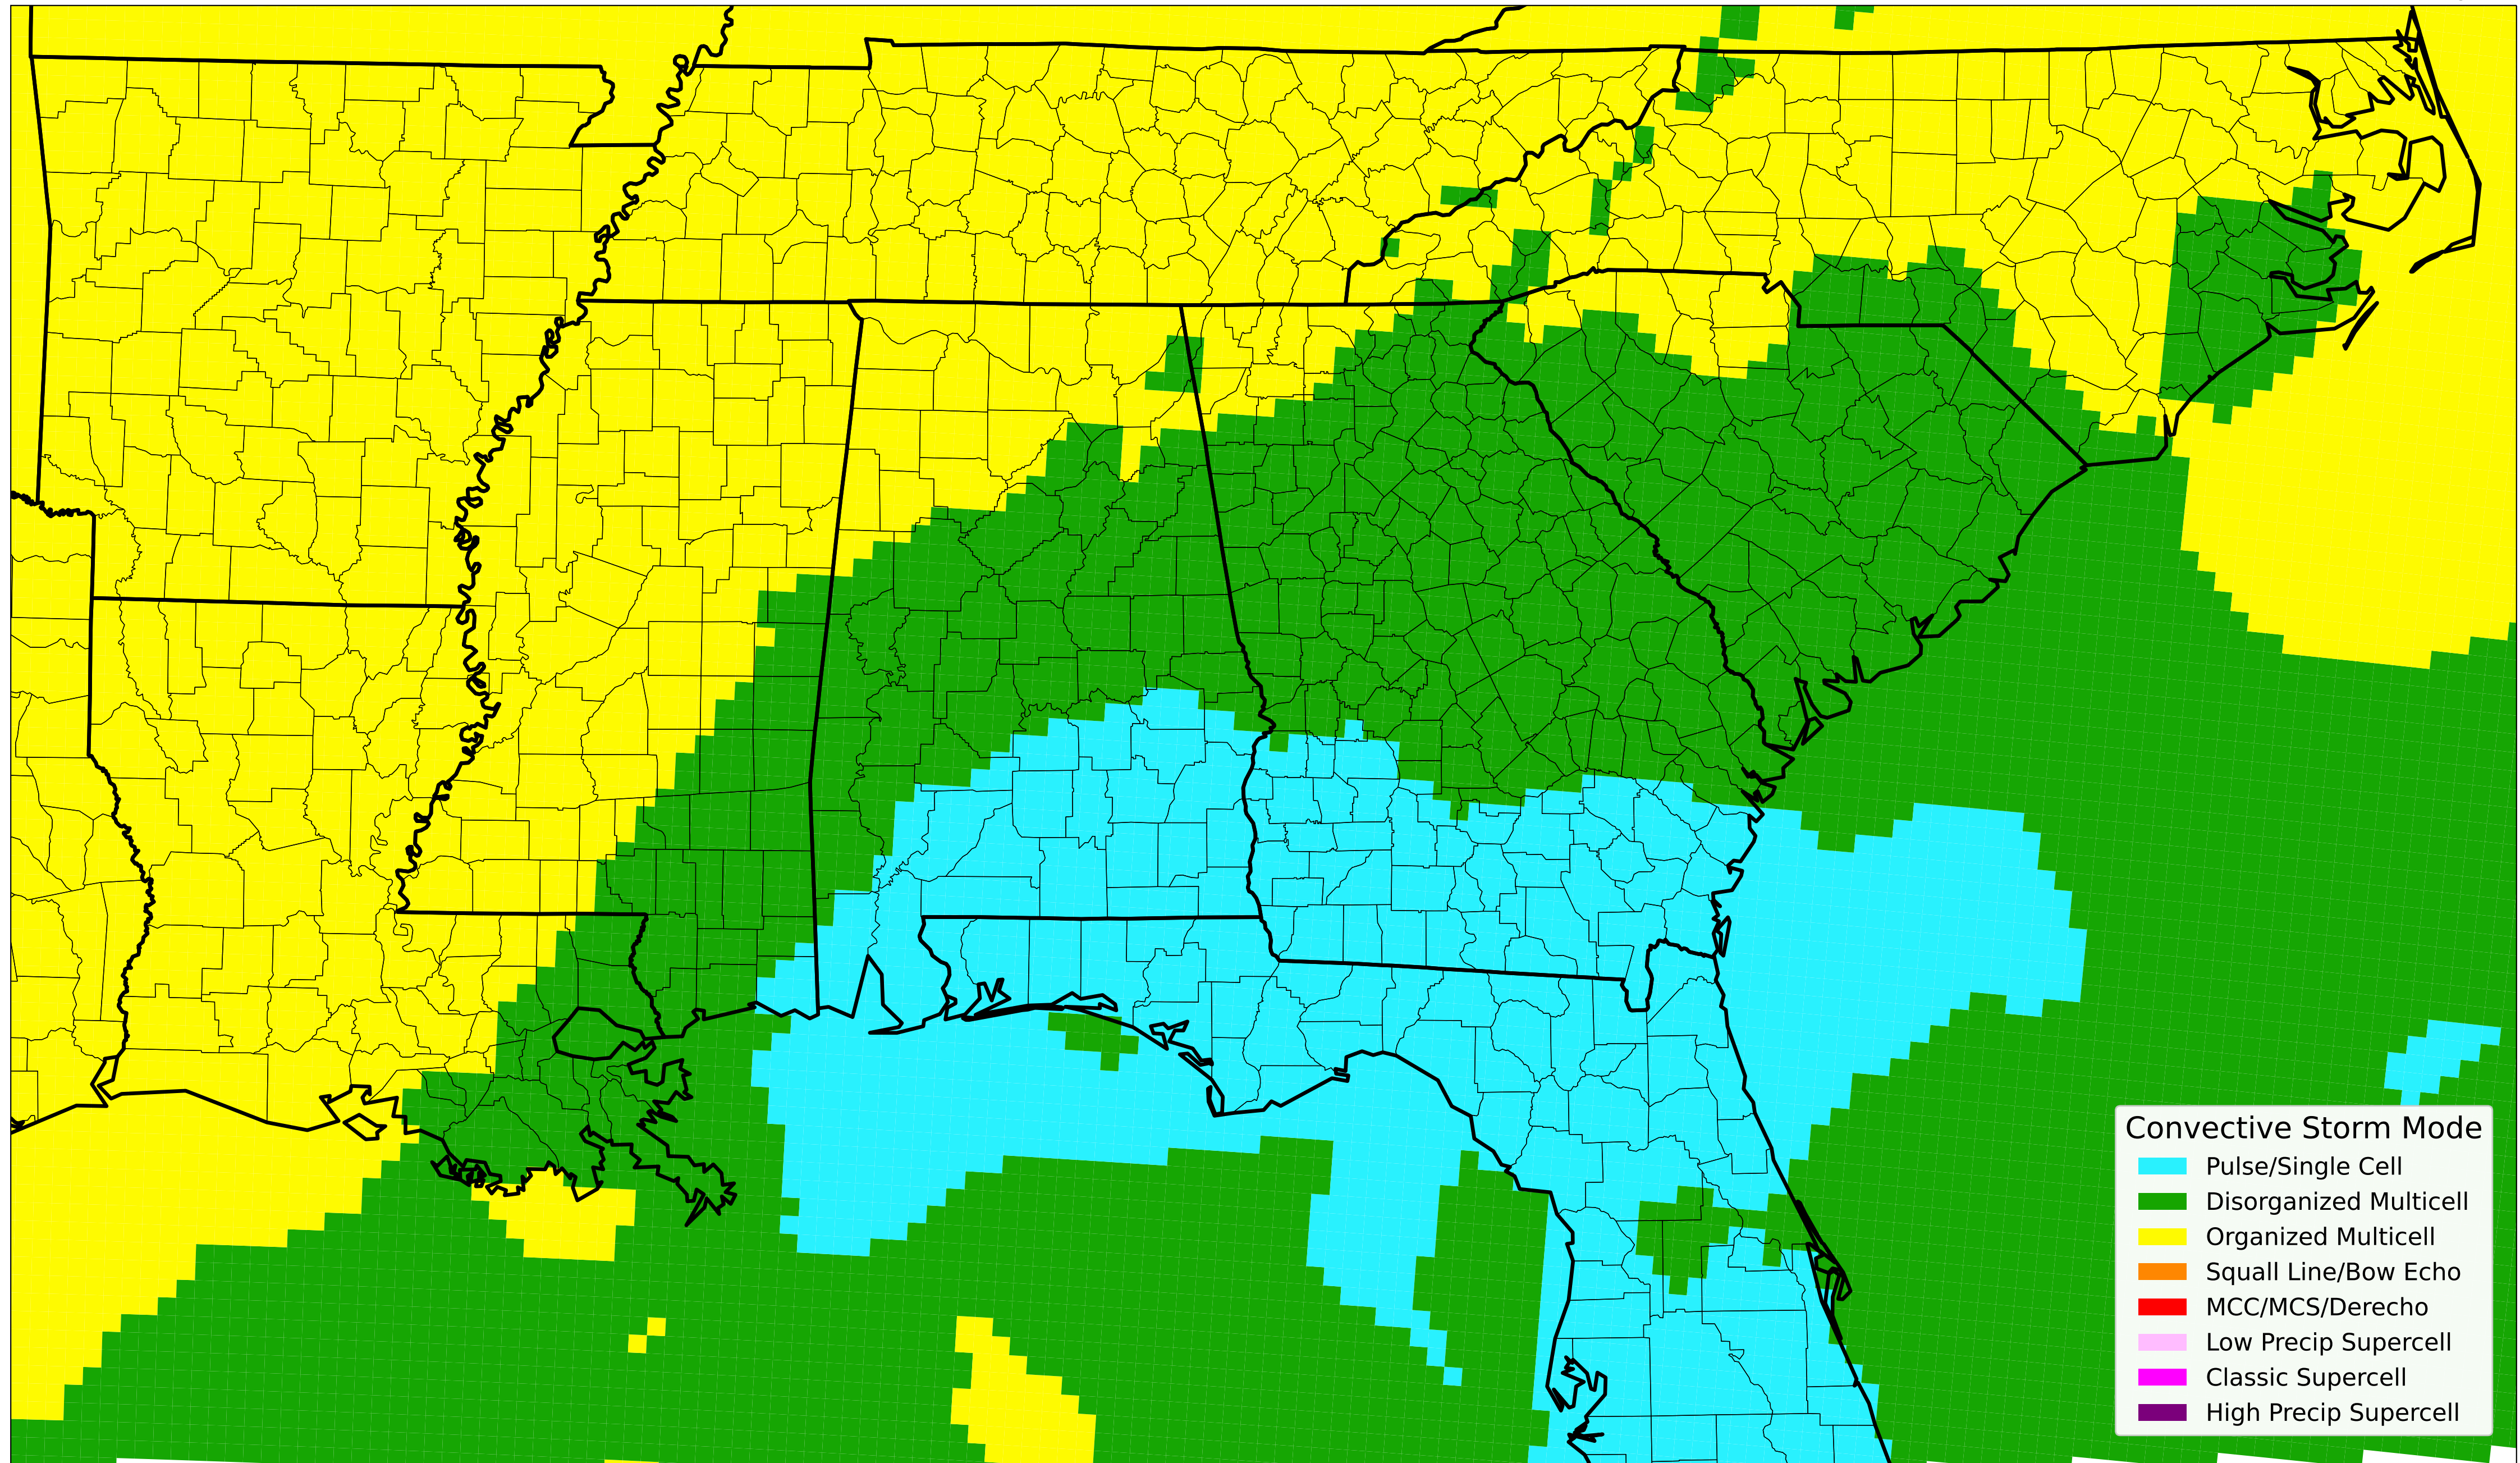 Convective Storm Mode
Pulse/Single Cell
Disorganized Multicell
Organized Multicell
Squall Line/Bow Echo
MCC/MCS/Derecho
Low Precip Supercell
Classic Supercell
High Precip Supercell